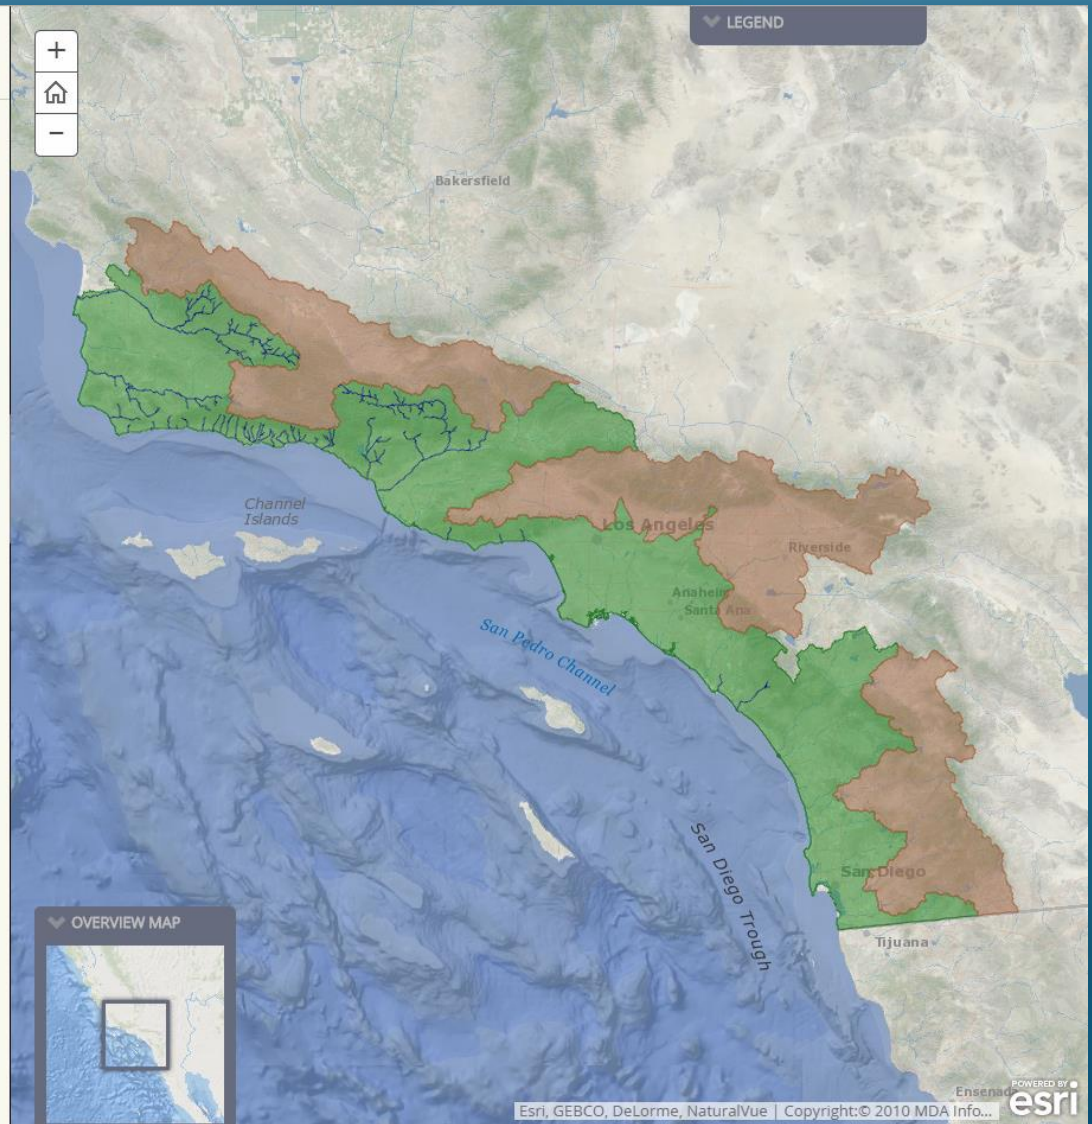 LEGEND
+
−
Bakersfield
Channel
Islands
Los Angeles
Riverside
Anaheim
Santa Ana
San Pedro Channel
San Diego Trough
San Diego
OVERVIEW MAP
Tijuana
Ensenada
POWERED BY
esri
Esri, GEBCO, DeLorme, NaturalVue | Copyright:© 2010 MDA Info...